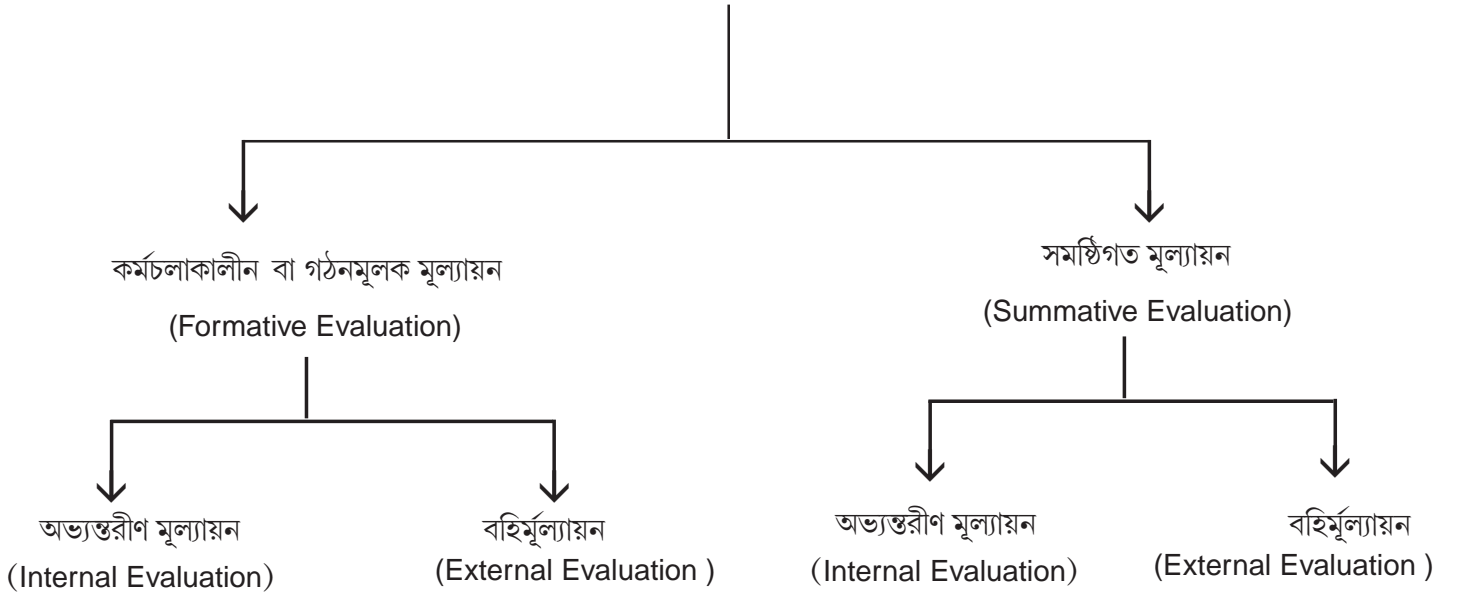 কর্মচলাকালীন বা গঠনমূলক মূল্যায়ন
(Formative Evaluation)
সমষ্ঠিগত মূল্যায়ন
(Summative Evaluation)
অভ্যন্তরীণ মূল্যায়ন
(Internal Evaluation)
বহির্মূল্যায়ন
(External Evaluation )
অভ্যন্তরীণ মূল্যায়ন
(Internal Evaluation)
বহির্মূল্যায়ন
(External Evaluation )